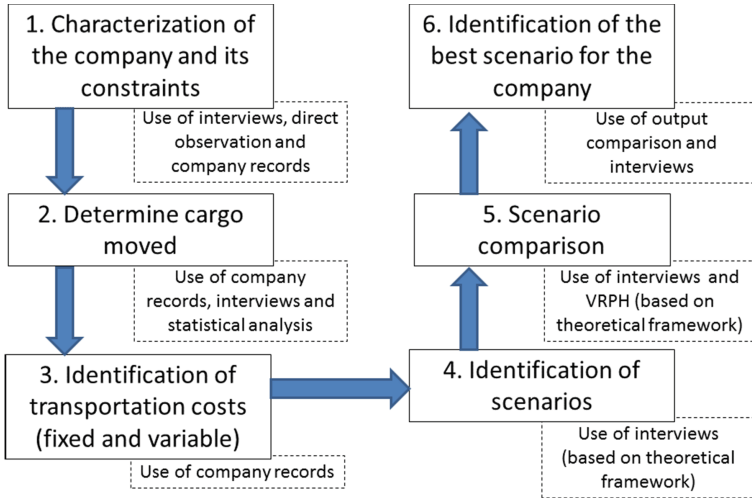 1. Characterization
of the company and its
constraints
Use of interviews, direct
observation and
company records
2. Determine cargo
moved
Use of company
records, interviews and
statistical analysis
3. Identification of
transportation costs
(fixed and variable)
Use of company records
4. Identification of
scenarios
Use of interviews
(based on theoretical
framework)
5. Scenario
comparison
Use of interviews and
VRPH (based on
theoretical framework)
6. Identification of the
best scenario for the
company
Use of output
comparison and
interviews